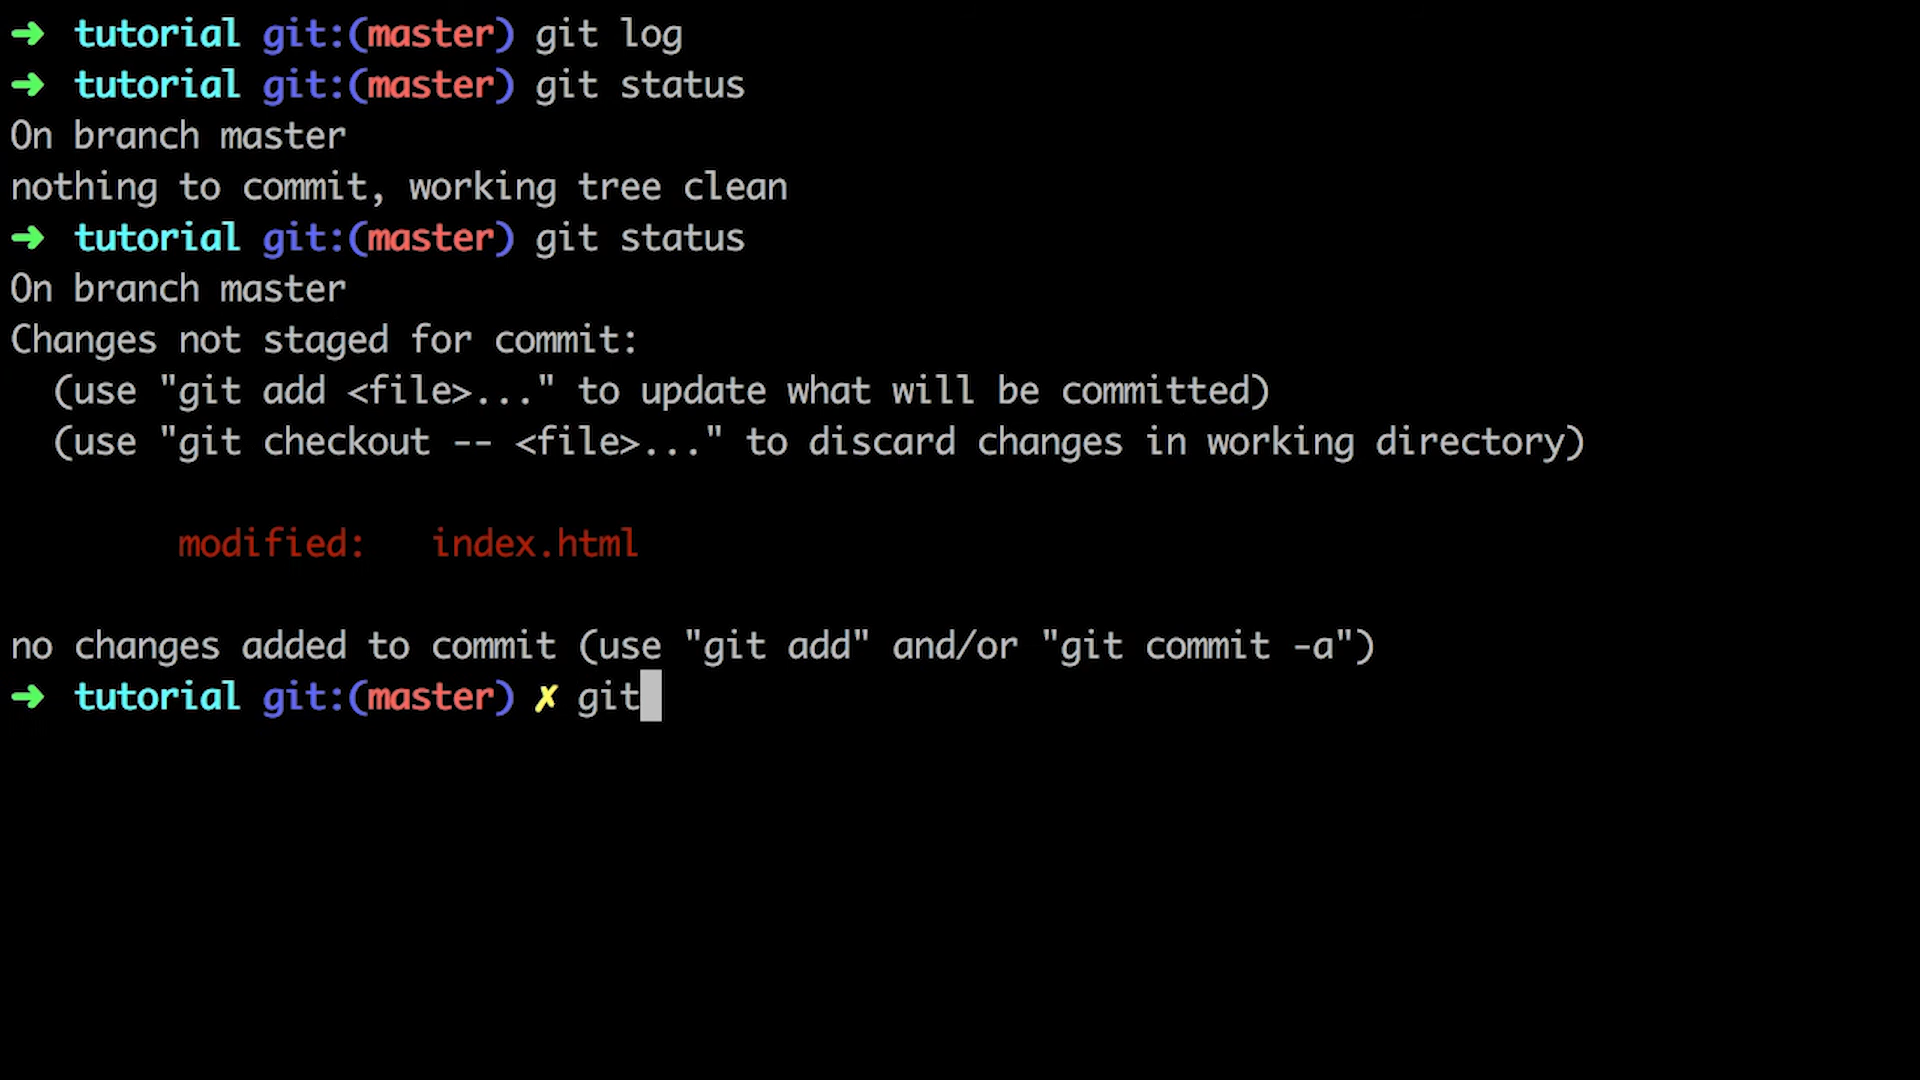 ➜ tutorial git:(master) git log
➜ tutorial git:(master) git status
On branch master
nothing to commit, working tree clean
➜ tutorial git:(master) git status
On branch master
Changes not staged for commit:
(use "git add <file>..." to update what will be committed)
(use "git checkout -- <file>..." to discard changes in working directory)
modified: index.html
no changes added to commit (use "git add" and/or "git commit -a")
➜ tutorial git:(master) ✗ git